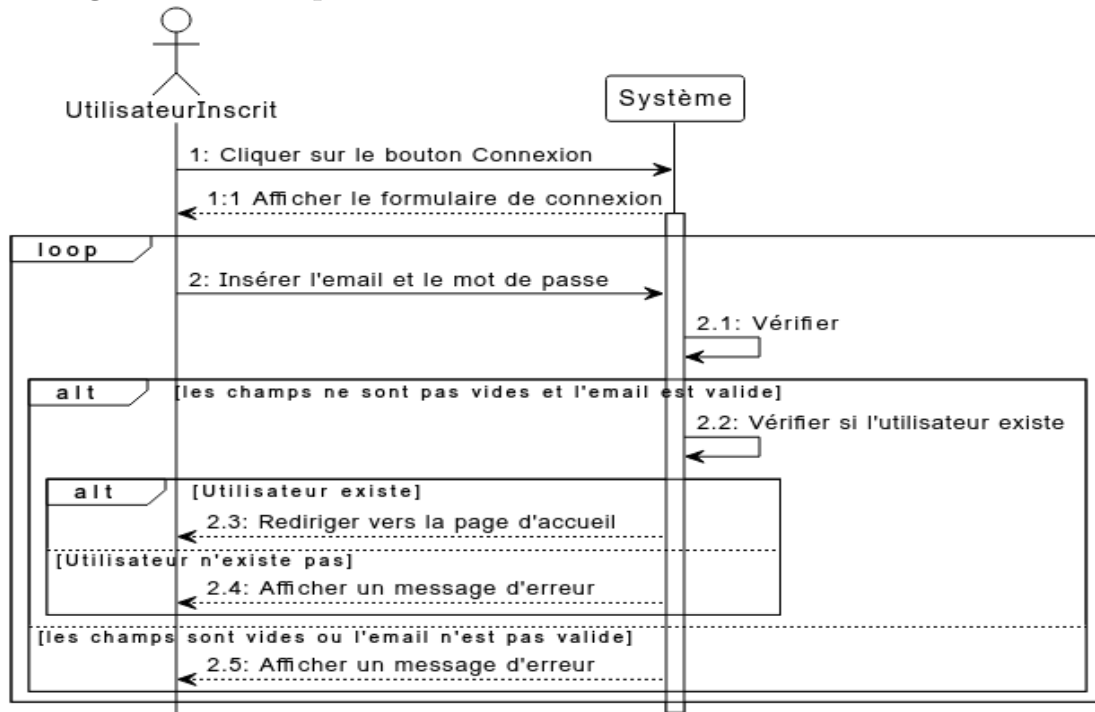 UtilisateurInscrit
Système
1: Cliquer sur le bouton Connexion
1:1 Afficher le formulaire de connexion
loop
2: Insérer l'email et le mot de passe
2.1: Vérifier
alt [les champs ne sont pas vides et l'email est valide]
2.2: Vérifier si l'utilisateur existe
alt [Utilisateur existe]
2.3: Rediriger vers la page d'accueil
[Utilisateur n'existe pas]
2.4: Afficher un message d'erreur
[les champs sont vides ou l'email n'est pas valide]
2.5: Afficher un message d'erreur